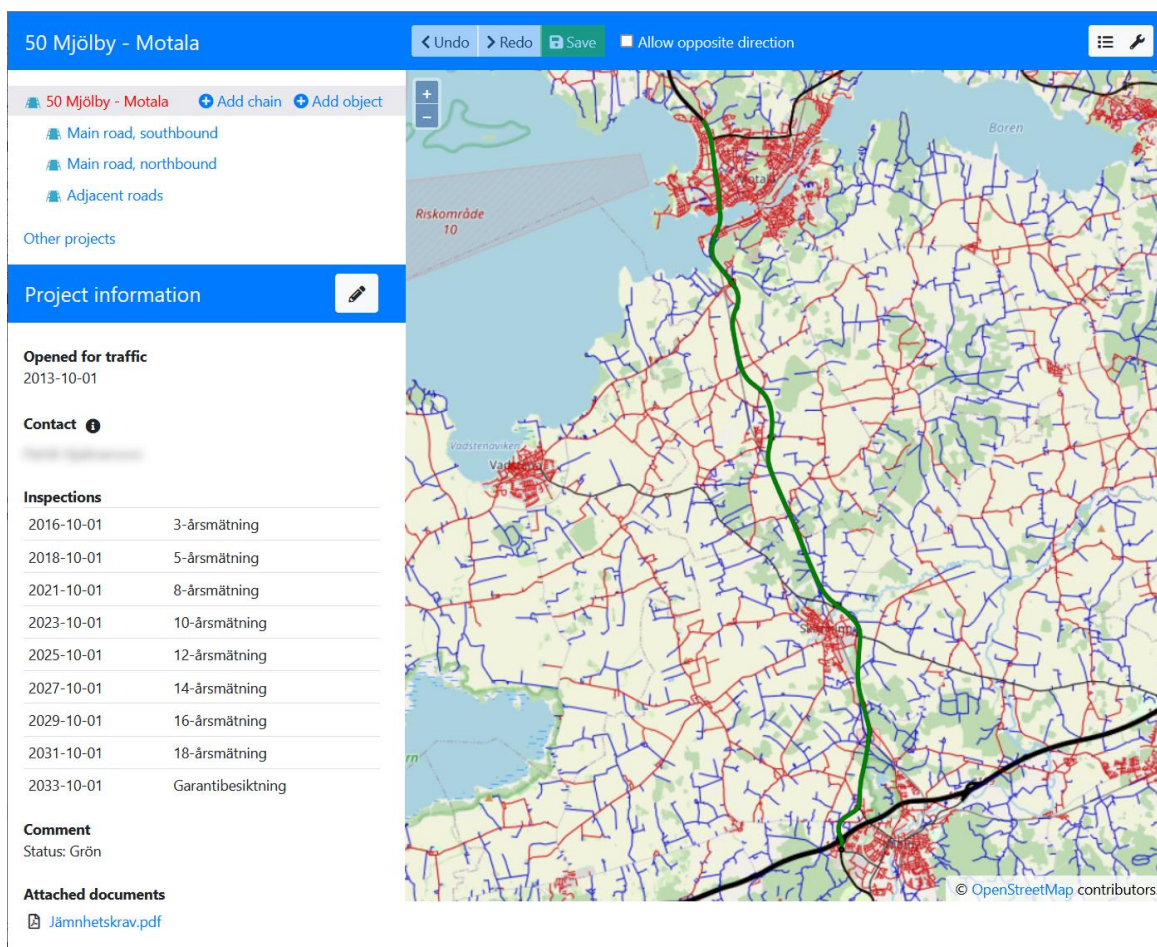 50 Mjölby - Motala
Undo Redo Save Allow opposite direction
50 Mjölby - Motala Add chain Add object
Main road, southbound
Main road, northbound
Adjacent roads
Other projects
Project information
Opened for traffic
2013-10-01
Contact
Inspections
2016-10-01 3-årsmätning
2018-10-01 5-årsmätning
2021-10-01 8-årsmätning
2023-10-01 10-årsmätning
2025-10-01 12-årsmätning
2027-10-01 14-årsmätning
2029-10-01 16-årsmätning
2031-10-01 18-årsmätning
2033-10-01 Garantibesiktning
Comment
Status: Grön
Attached documents
Jämnhetskrav.pdf
+
−
Boren
Motala
Riskområde
10
Vadstenaviken
© OpenStreetMap contributors.